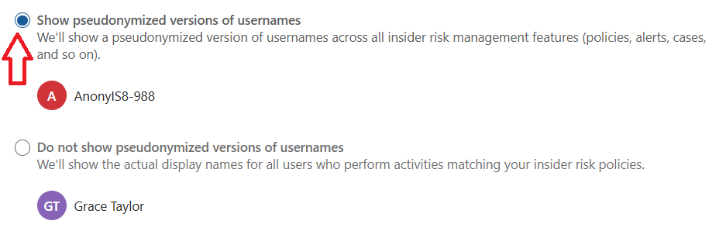 Show pseudonymized versions of usernames
We'll show a pseudonymized version of usernames across all insider risk management features (policies, alerts, cases,
and so on).
A AnonyIS8-988
Do not show pseudonymized versions of usernames
We'll show the actual display names for all users who perform activities matching your insider risk policies.
GT Grace Taylor